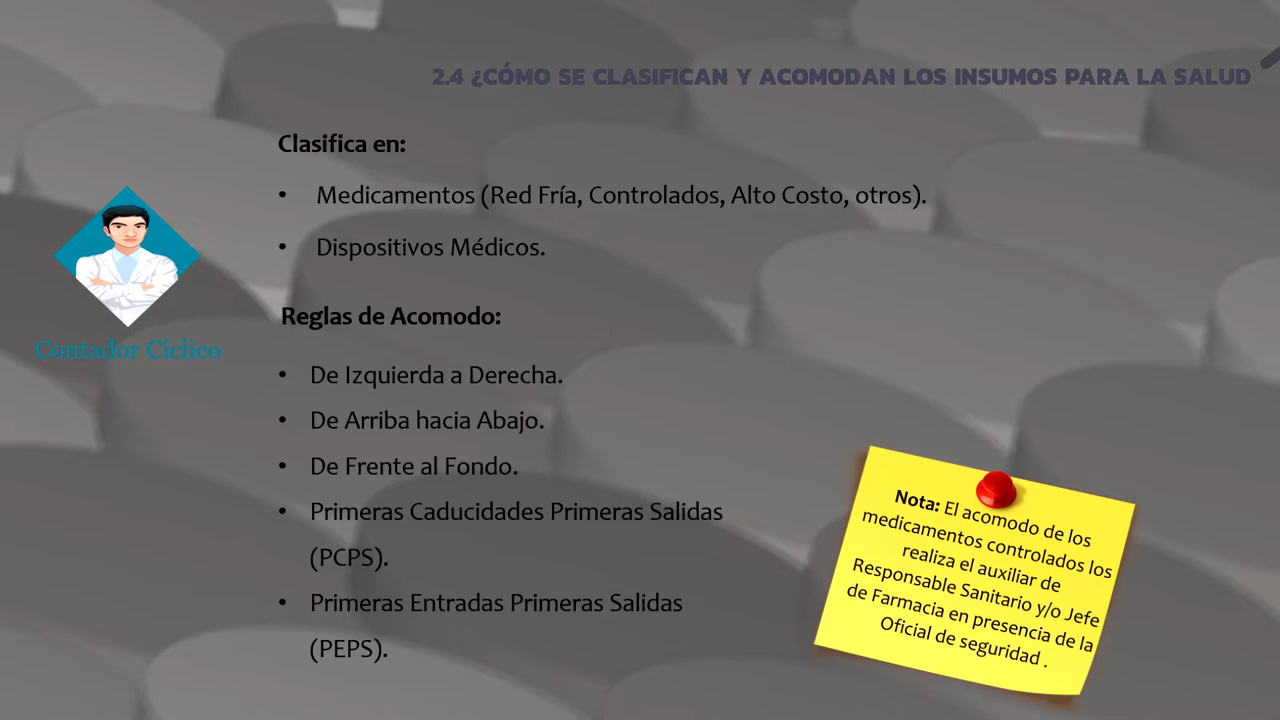 2.4 ¿CÓMO SE CLASIFICAN Y ACOMODAN LOS INSUMOS PARA LA SALUD
Clasifica en:
• Medicamentos (Red Fría, Controlados, Alto Costo, otros).
• Dispositivos Médicos.
Contador Cíclico
Reglas de Acomodo:
• De Izquierda a Derecha.
• De Arriba hacia Abajo.
• De Frente al Fondo.
• Primeras Caducidades Primeras Salidas
(PCPS).
• Primeras Entradas Primeras Salidas
(PEPS).
Nota: El acomodo de los
medicamentos controlados los
realiza el auxiliar de
Responsable Sanitario y/o Jefe
de Farmacia en presencia de la
Oficial de seguridad .